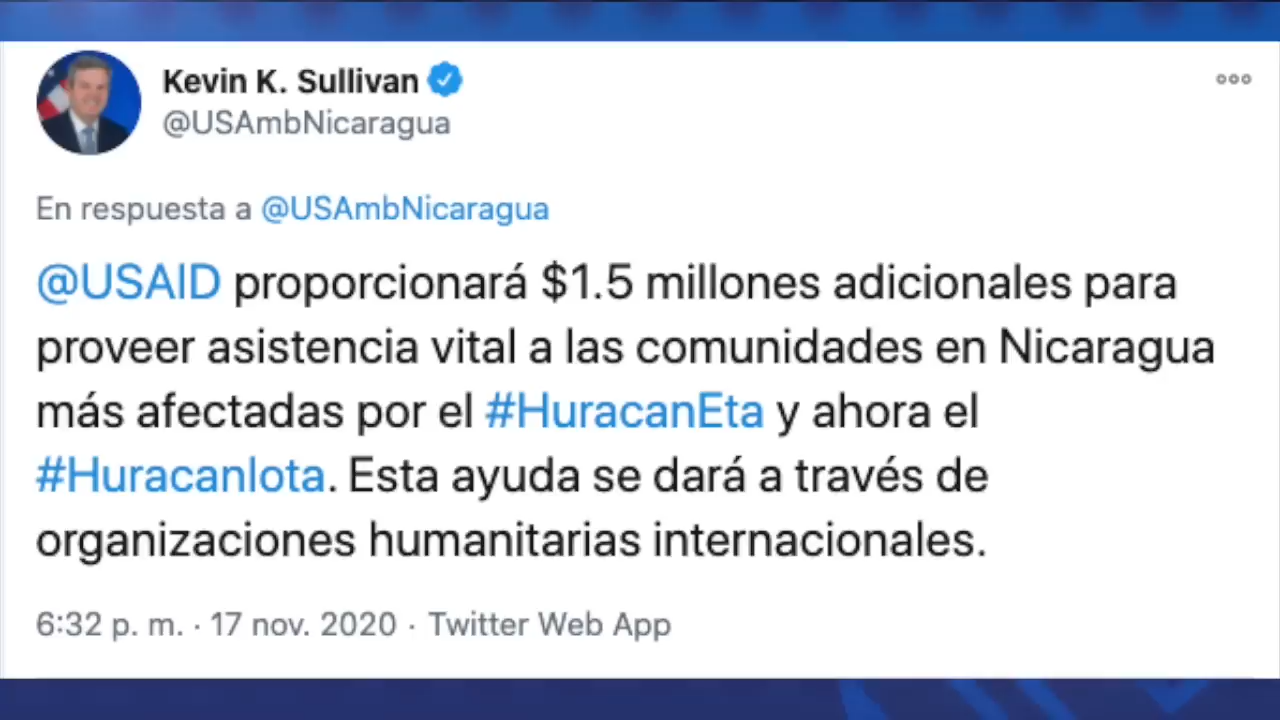 Kevin K. Sullivan
@USAmbNicaragua
En respuesta a @USAmbNicaragua
@USAID proporcionará $1.5 millones adicionales para
proveer asistencia vital a las comunidades en Nicaragua
más afectadas por el #HuracanEta y ahora el
#HuracanIota. Esta ayuda se dará a través de
organizaciones humanitarias internacionales.
6:32 p. m. · 17 nov. 2020 · Twitter Web App